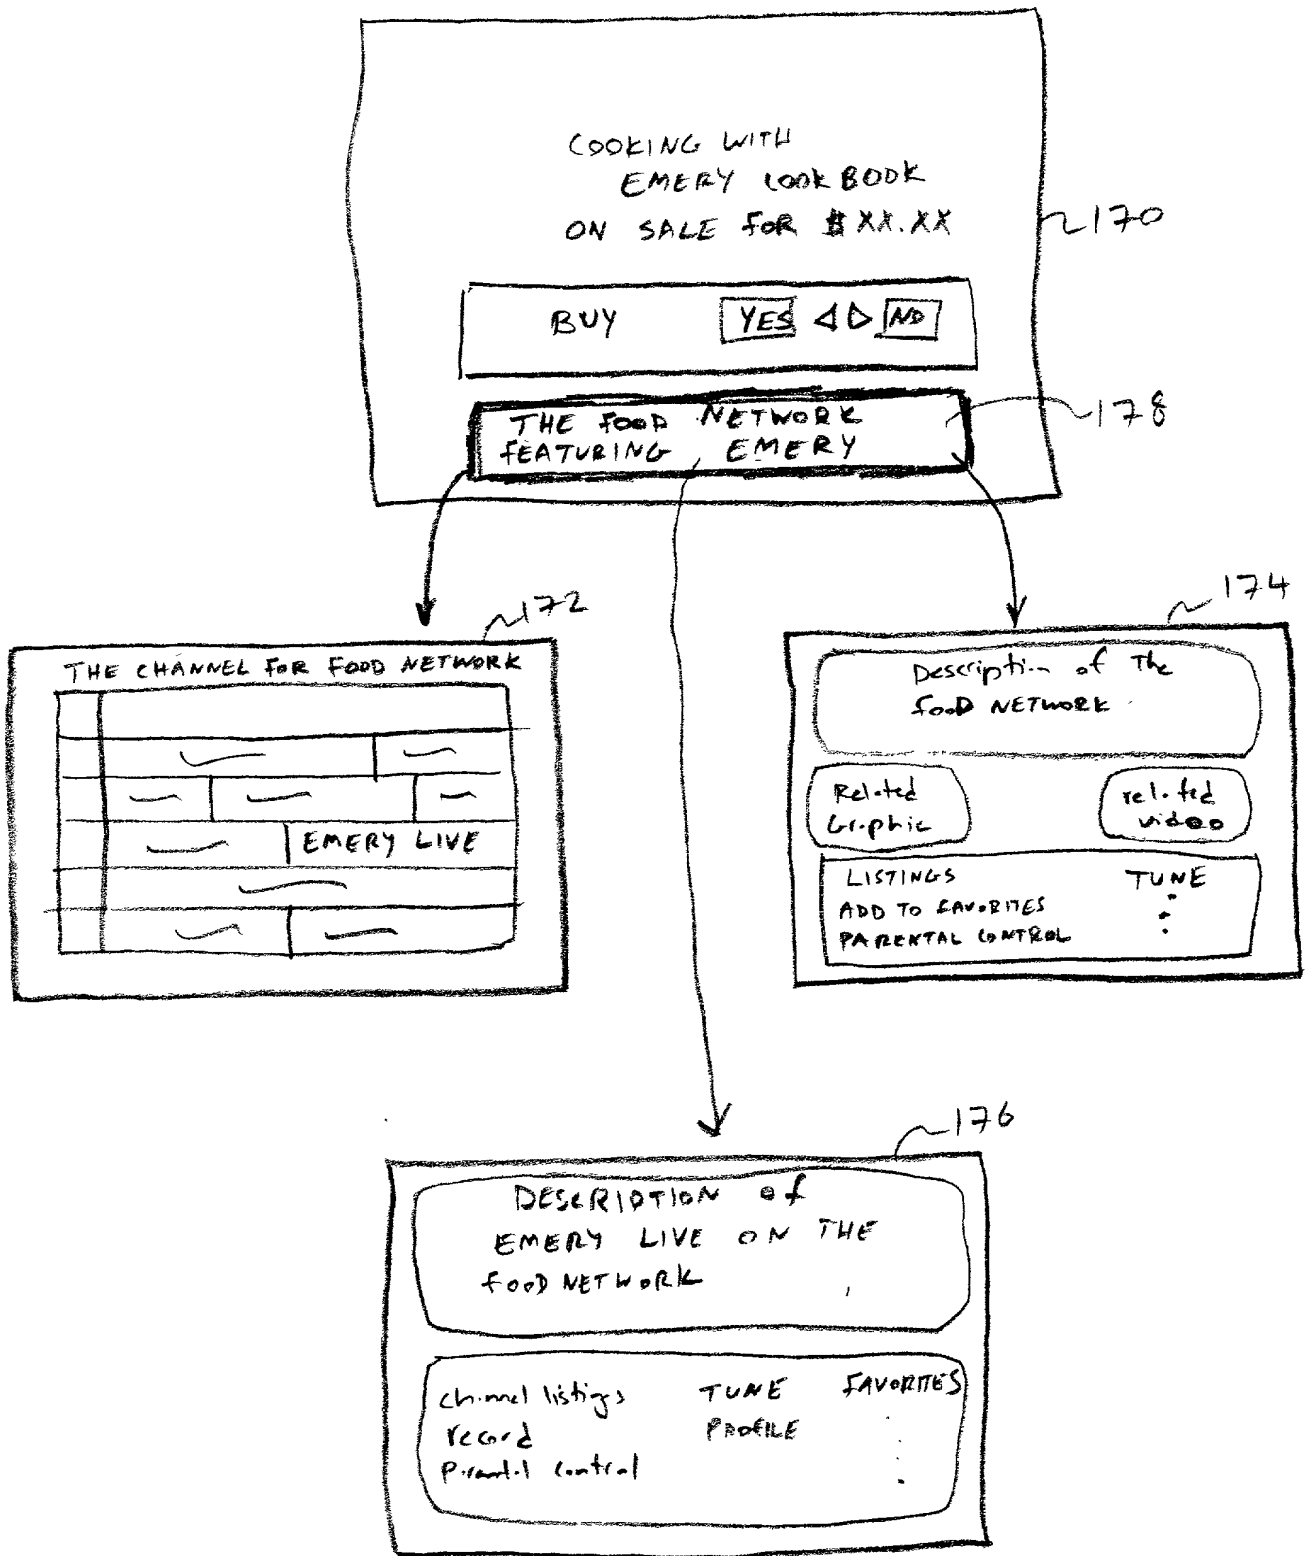 COOKING WITH
EMERY COOKBOOK
ON SALE FOR $XX.XX
170
BUY YES NO
178
THE FOOD NETWORK
FEATURING EMERY
172
THE CHANNEL FOR FOOD NETWORK
EMERY LIVE
174
Description of The
FOOD NETWORK
Related
Graphic
related
video
LISTINGS TUNE
ADD TO FAVORITES
PARENTAL CONTROL
176
DESCRIPTION of
EMERY LIVE ON THE
FOOD NETWORK
channel listings TUNE FAVORITES
record PROFILE
Parental control